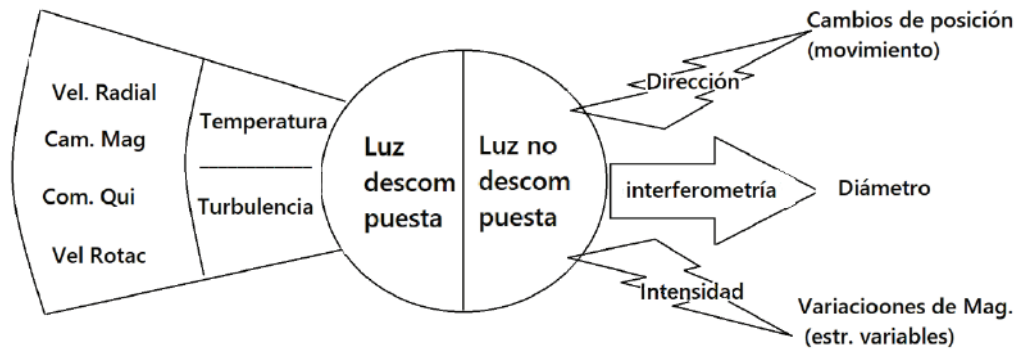 Vel. Radial
Cam. Mag
Com. Qui
Vel Rotac
Temperatura
Turbulencia
Luz
descom
puesta
Luz no
descom
puesta
Dirección
Cambios de posición
(movimiento)
interferometría
Diámetro
Intensidad
Variacioones de Mag.
(estr. variables)